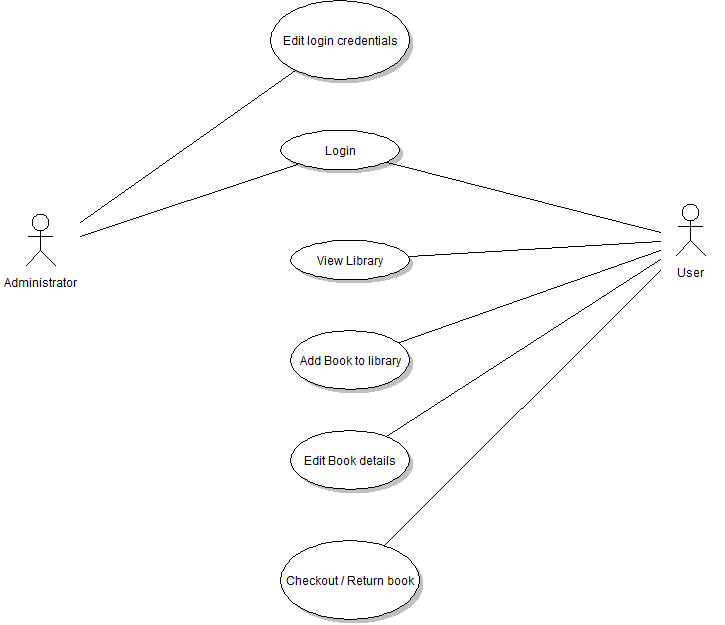 Edit login credentials
Login
View Library
Administrator
User
Add Book to library
Edit Book details
Checkout / Return book